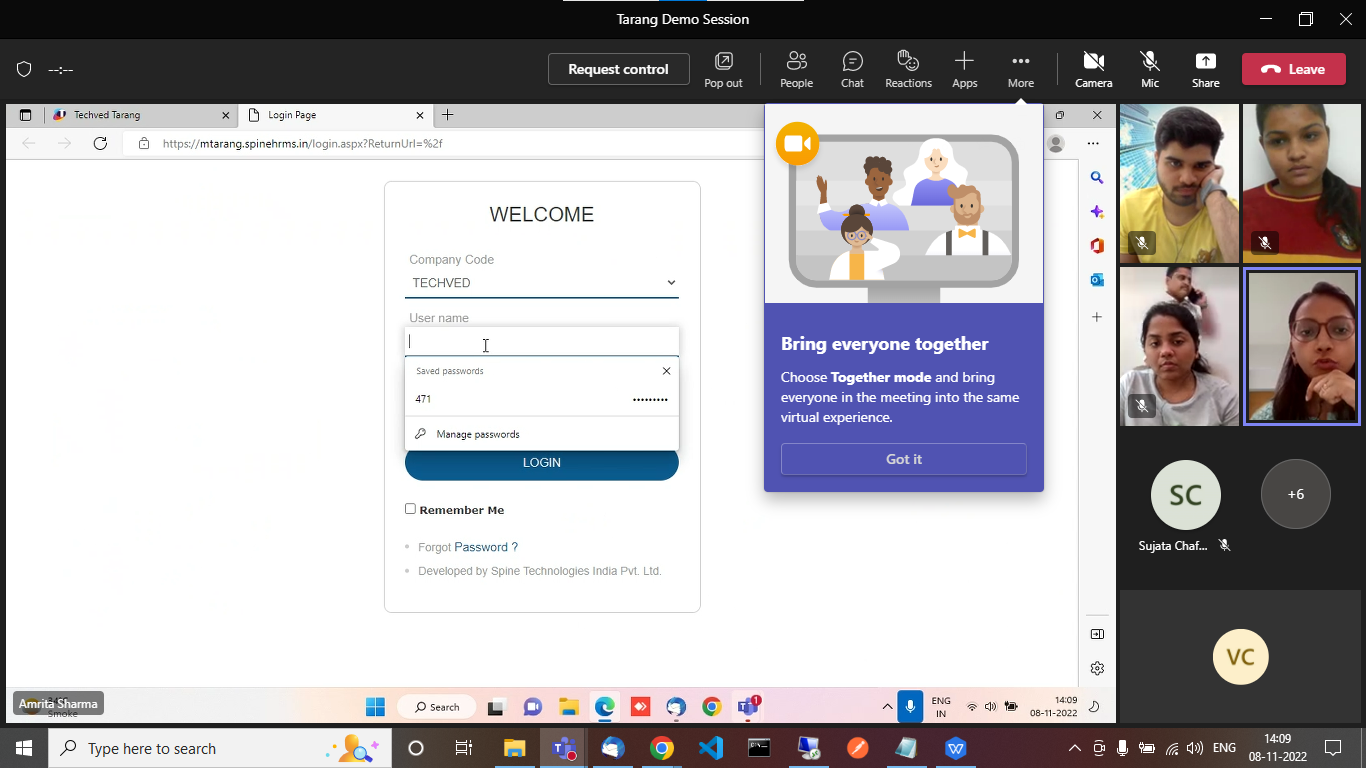 Tarang Demo Session
--:--
Request control
Pop out
People
Chat
Reactions
Apps
More
Camera
Mic
Share
Leave
Techved Tarang
Login Page
https://mtarang.spinehrms.in/login.aspx?ReturnUrl=%2f
WELCOME
Company Code
TECHVED
User name
Saved passwords
471
•••••••••
Manage passwords
LOGIN
Remember Me
Forgot Password ?
Developed by Spine Technologies India Pvt. Ltd.
Bring everyone together
Choose Together mode and bring
everyone in the meeting into the same
virtual experience.
Got it
SC
+6
Sujata Chaf...
VC
Amrita Sharma
Smoke
Search
1
ENG
IN
14:09
08-11-2022
Type here to search
ENG
14:09
08-11-2022